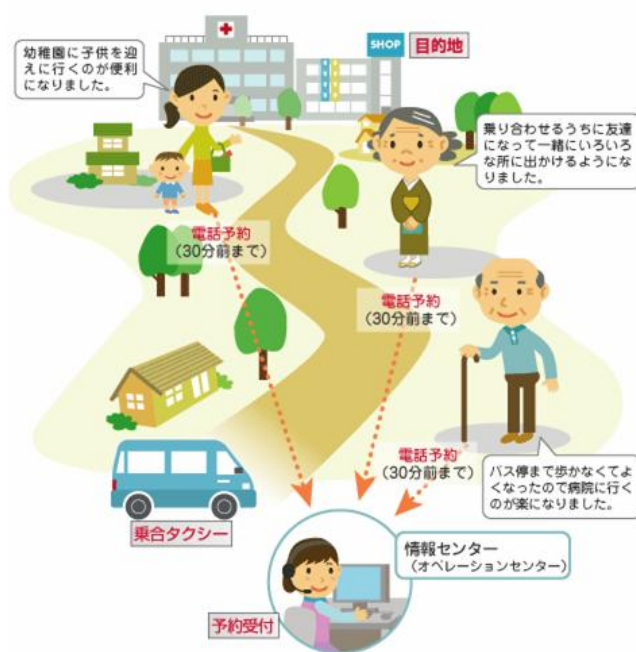 幼稚園に子供を迎
えに行くのが便利
になりました。
SHOP
目的地
乗り合わせるうちに友達
になって一緒にいろいろ
な所に出かけるようにな
りました。
電話予約
(30分前まで)
電話予約
(30分前まで)
電話予約
(30分前まで)
バス停まで歩かなくてよ
くなったので病院に行く
のが楽になりました。
乗合タクシー
情報センター
(オペレーションセンター)
予約受付